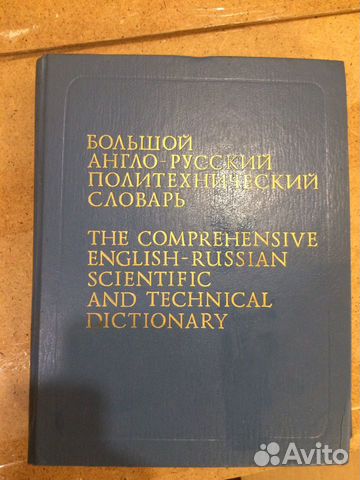 БОЛЬШОЙ
АНГЛО-РУССКИЙ
ПОЛИТЕХНИЧЕСКИЙ
СЛОВАРЬ
THE COMPREHENSIVE
ENGLISH-RUSSIAN
SCIENTIFIC
AND TECHNICAL
DICTIONARY
Avito